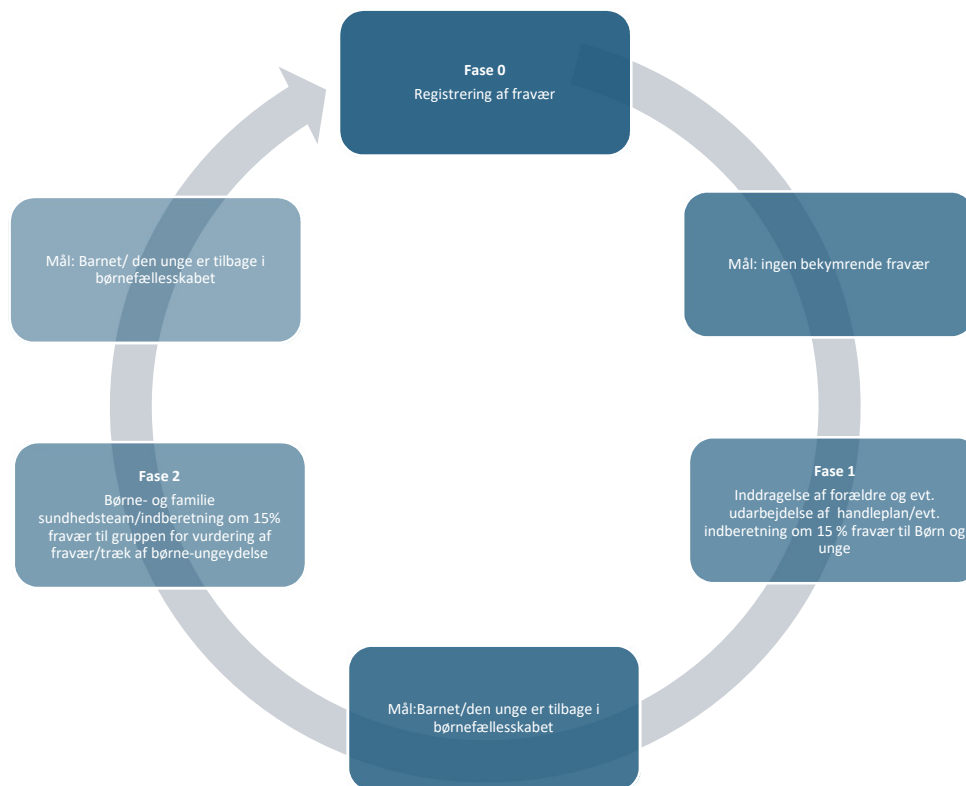 Fase 0
Registrering af fravær
Mål: ingen bekymrende fravær
Fase 1
Inddragelse af forældre og evt.
udarbejdelse af handleplan/evt.
indberetning om 15 % fravær til Børn og
unge
Mål:Barnet/den unge er tilbage i
børnefællesskabet
Fase 2
Børne- og familie
sundhedsteam/indberetning om 15%
fravær til gruppen for vurdering af
fravær/træk af børne-ungeydelse
Mål: Barnet/ den unge er tilbage i
børnefællesskabet